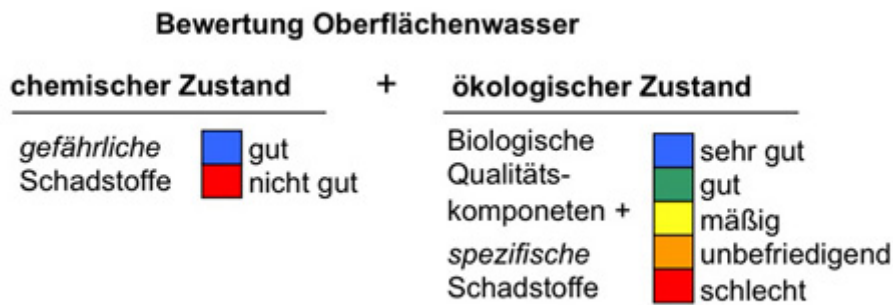 Bewertung Oberflächenwasser
chemischer Zustand + ökologischer Zustand
gefährliche
Schadstoffe
gut
nicht gut
Biologische
Qualitäts-
komponeten +
spezifische
Schadstoffe
sehr gut
gut
mäßig
unbefriedigend
schlecht